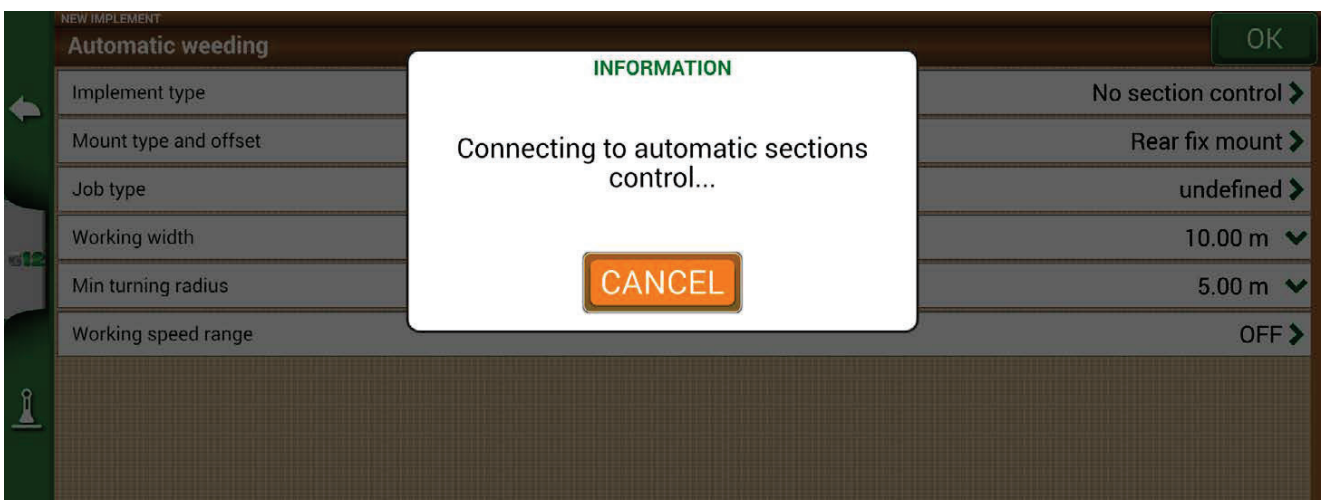 NEW IMPLEMENT
Automatic weeding
OK
INFORMATION
Connecting to automatic sections
control...
CANCEL
Implement type
No section control
Mount type and offset
Rear fix mount
Job type
undefined
Working width
10.00 m
Min turning radius
5.00 m
Working speed range
OFF